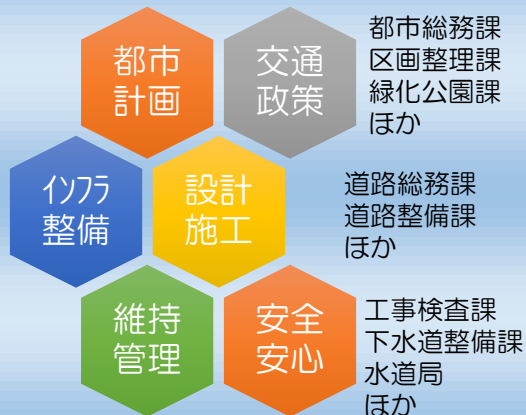 都市
計画
交通
政策
都市総務課
区画整理課
緑化公園課
ほか
インフラ
整備
設計
施工
道路総務課
道路整備課
ほか
維持
管理
安全
安心
工事検査課
下水道整備課
水道局
ほか